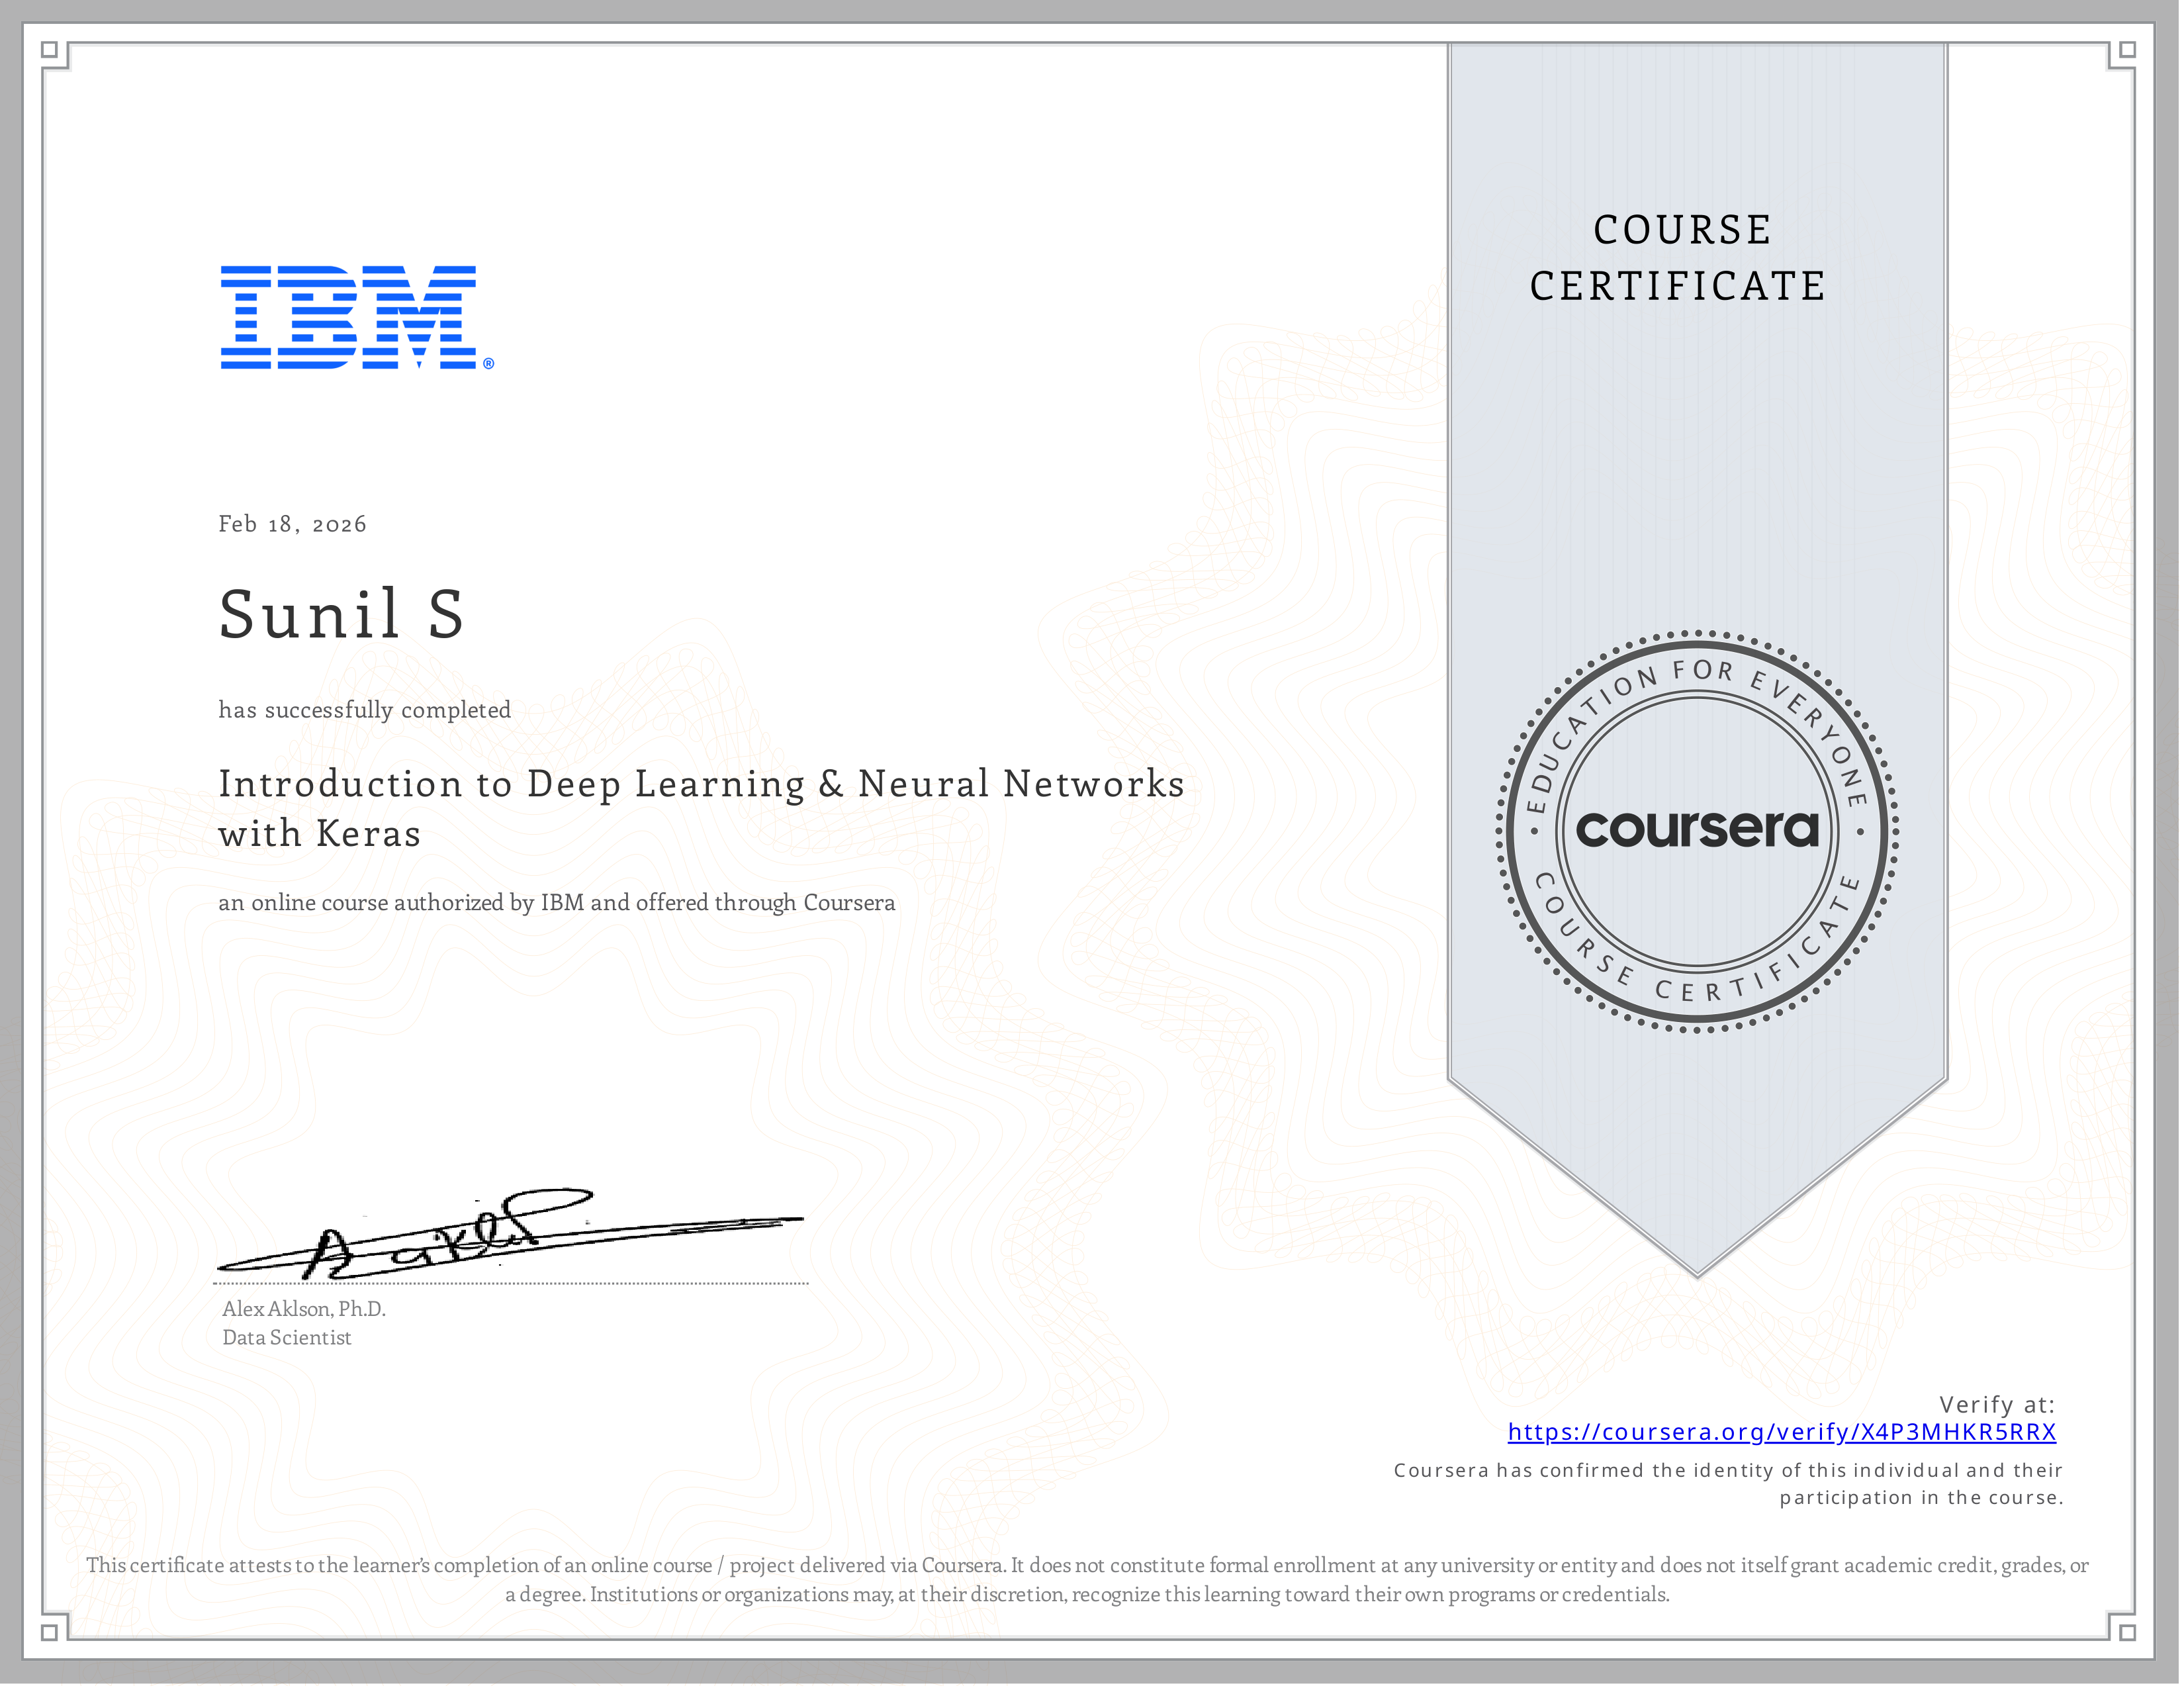 IBM®
Feb 18, 2026
Sunil S
has successfully completed
Introduction to Deep Learning & Neural Networks
with Keras
an online course authorized by IBM and offered through Coursera
Alex Aklson, Ph.D.
Data Scientist
COURSE
CERTIFICATE
EDUCATION FOR EVERYONE
coursera
COURSE CERTIFICATE
Verify at:
https://coursera.org/verify/X4P3MHKR5RRX
Coursera has confirmed the identity of this individual and their
participation in the course.
This certificate attests to the learner's completion of an online course / project delivered via Coursera. It does not constitute formal enrollment at any university or entity and does not itself grant academic credit, grades, or
a degree. Institutions or organizations may, at their discretion, recognize this learning toward their own programs or credentials.